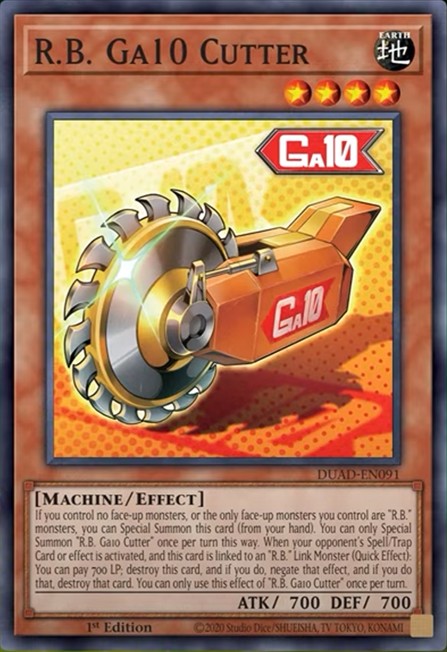 R.B. Ga10 Cutter
EARTH
地
Ga10
Ga10
DUAD-EN091
[Machine/Effect]
If you control no face-up monsters, or the only face-up monsters you control are "R.B."
monsters, you can Special Summon this card (from your hand). You can only Special
Summon "R.B. Ga10 Cutter" once per turn this way. When your opponent's Spell/Trap
Card or effect is activated, and this card is linked to an "R.B." Link Monster (Quick Effect):
You can pay 700 LP; destroy this card, and if you do, negate that effect, and if you do
that, destroy that card. You can only use this effect of "R.B. Ga10 Cutter" once per turn.
ATK/ 700 DEF/ 700
1st Edition
©2020 Studio Dice/SHUEISHA, TV TOKYO, KONAMI